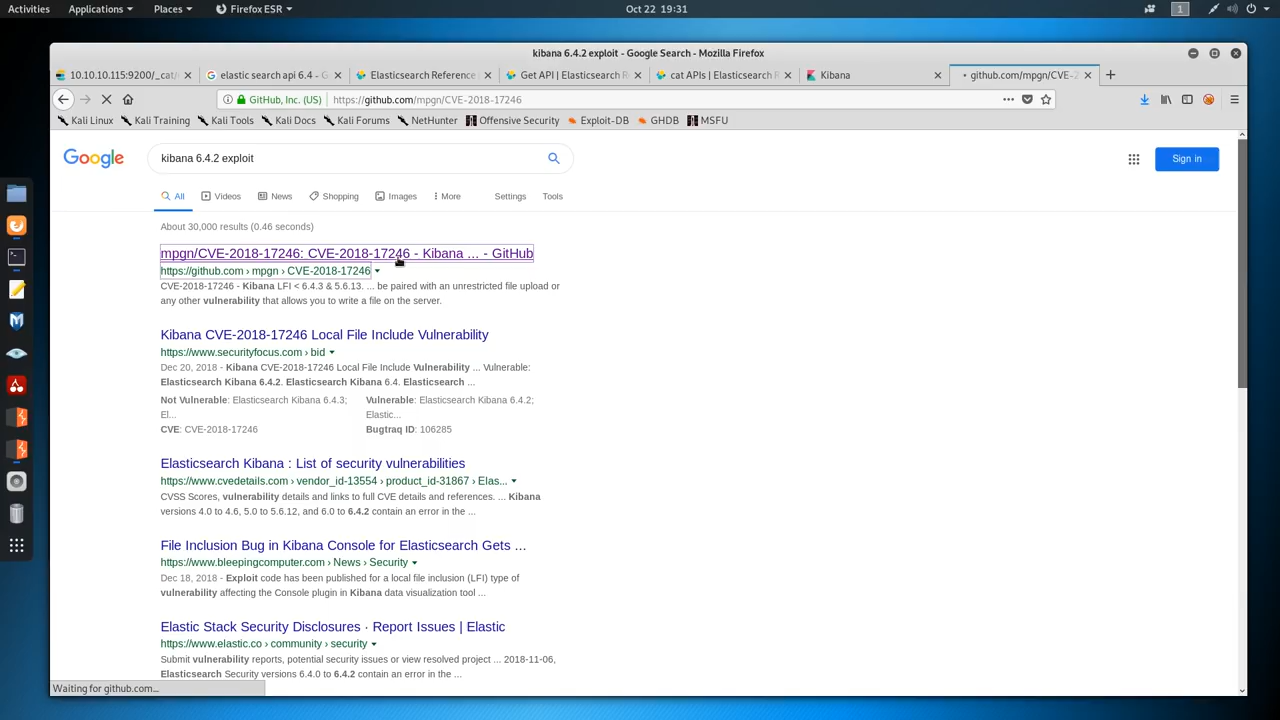 Activities Applications Places Firefox ESR Oct 22 19:31 1
kibana 6.4.2 exploit - Google Search - Mozilla Firefox
10.10.10.115:9200/_cat/ elastic search api 6.4 - G Elasticsearch Reference Get API | Elasticsearch R cat APIs | Elasticsearch R Kibana github.com/mpgn/CVE-2
GitHub, Inc. (US) https://github.com/mpgn/CVE-2018-17246
Kali Linux Kali Training Kali Tools Kali Docs Kali Forums NetHunter Offensive Security Exploit-DB GHDB MSFU
Google kibana 6.4.2 exploit Sign in
All Videos News Shopping Images More Settings Tools
About 30,000 results (0.46 seconds)
mpgn/CVE-2018-17246: CVE-2018-17246 - Kibana ... - GitHub
https://github.com › mpgn › CVE-2018-17246
CVE-2018-17246 - Kibana LFI < 6.4.3 & 5.6.13. ... be paired with an unrestricted file upload or
any other vulnerability that allows you to write a file on the server.
Kibana CVE-2018-17246 Local File Include Vulnerability
https://www.securityfocus.com › bid
Dec 20, 2018 - Kibana CVE-2018-17246 Local File Include Vulnerability ... Vulnerable:
Elasticsearch Kibana 6.4.2. Elasticsearch Kibana 6.4. Elasticsearch ...
Not Vulnerable: Elasticsearch Kibana 6.4.3; Vulnerable: Elasticsearch Kibana 6.4.2;
El... Elastic...
CVE: CVE-2018-17246 Bugtraq ID: 106285
Elasticsearch Kibana : List of security vulnerabilities
https://www.cvedetails.com › vendor_id-13554 › product_id-31867 › Elas...
CVSS Scores, vulnerability details and links to full CVE details and references. ... Kibana
versions 4.0 to 4.6, 5.0 to 5.6.12, and 6.0 to 6.4.2 contain an error in the ...
File Inclusion Bug in Kibana Console for Elasticsearch Gets ...
https://www.bleepingcomputer.com › News › Security
Dec 18, 2018 - Exploit code has been published for a local file inclusion (LFI) type of
vulnerability affecting the Console plugin in Kibana data visualization tool ...
Elastic Stack Security Disclosures · Report Issues | Elastic
https://www.elastic.co › community › security
Submit vulnerability reports, potential security issues or view resolved project ... 2018-11-06,
Elasticsearch Security versions 6.4.0 to 6.4.2 contain an error in the ...
Waiting for github.com...